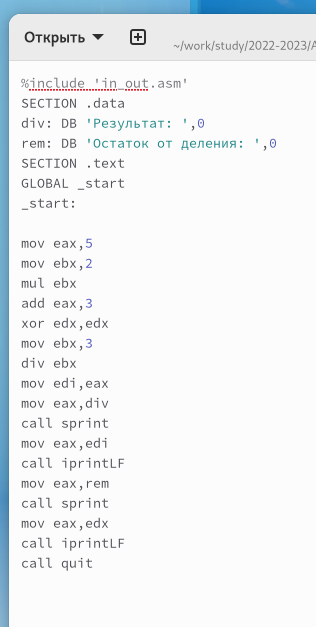 Открыть
~/work/study/2022-2023/
%include 'in_out.asm'
SECTION .data
div: DB 'Результат: ',0
rem: DB 'Остаток от деления: ',0
SECTION .text
GLOBAL _start
_start:
mov eax,5
mov ebx,2
mul ebx
add eax,3
xor edx,edx
mov ebx,3
div ebx
mov edi,eax
mov eax,div
call sprint
mov eax,edi
call iprintLF
mov eax,rem
call sprint
mov eax,edx
call iprintLF
call quit